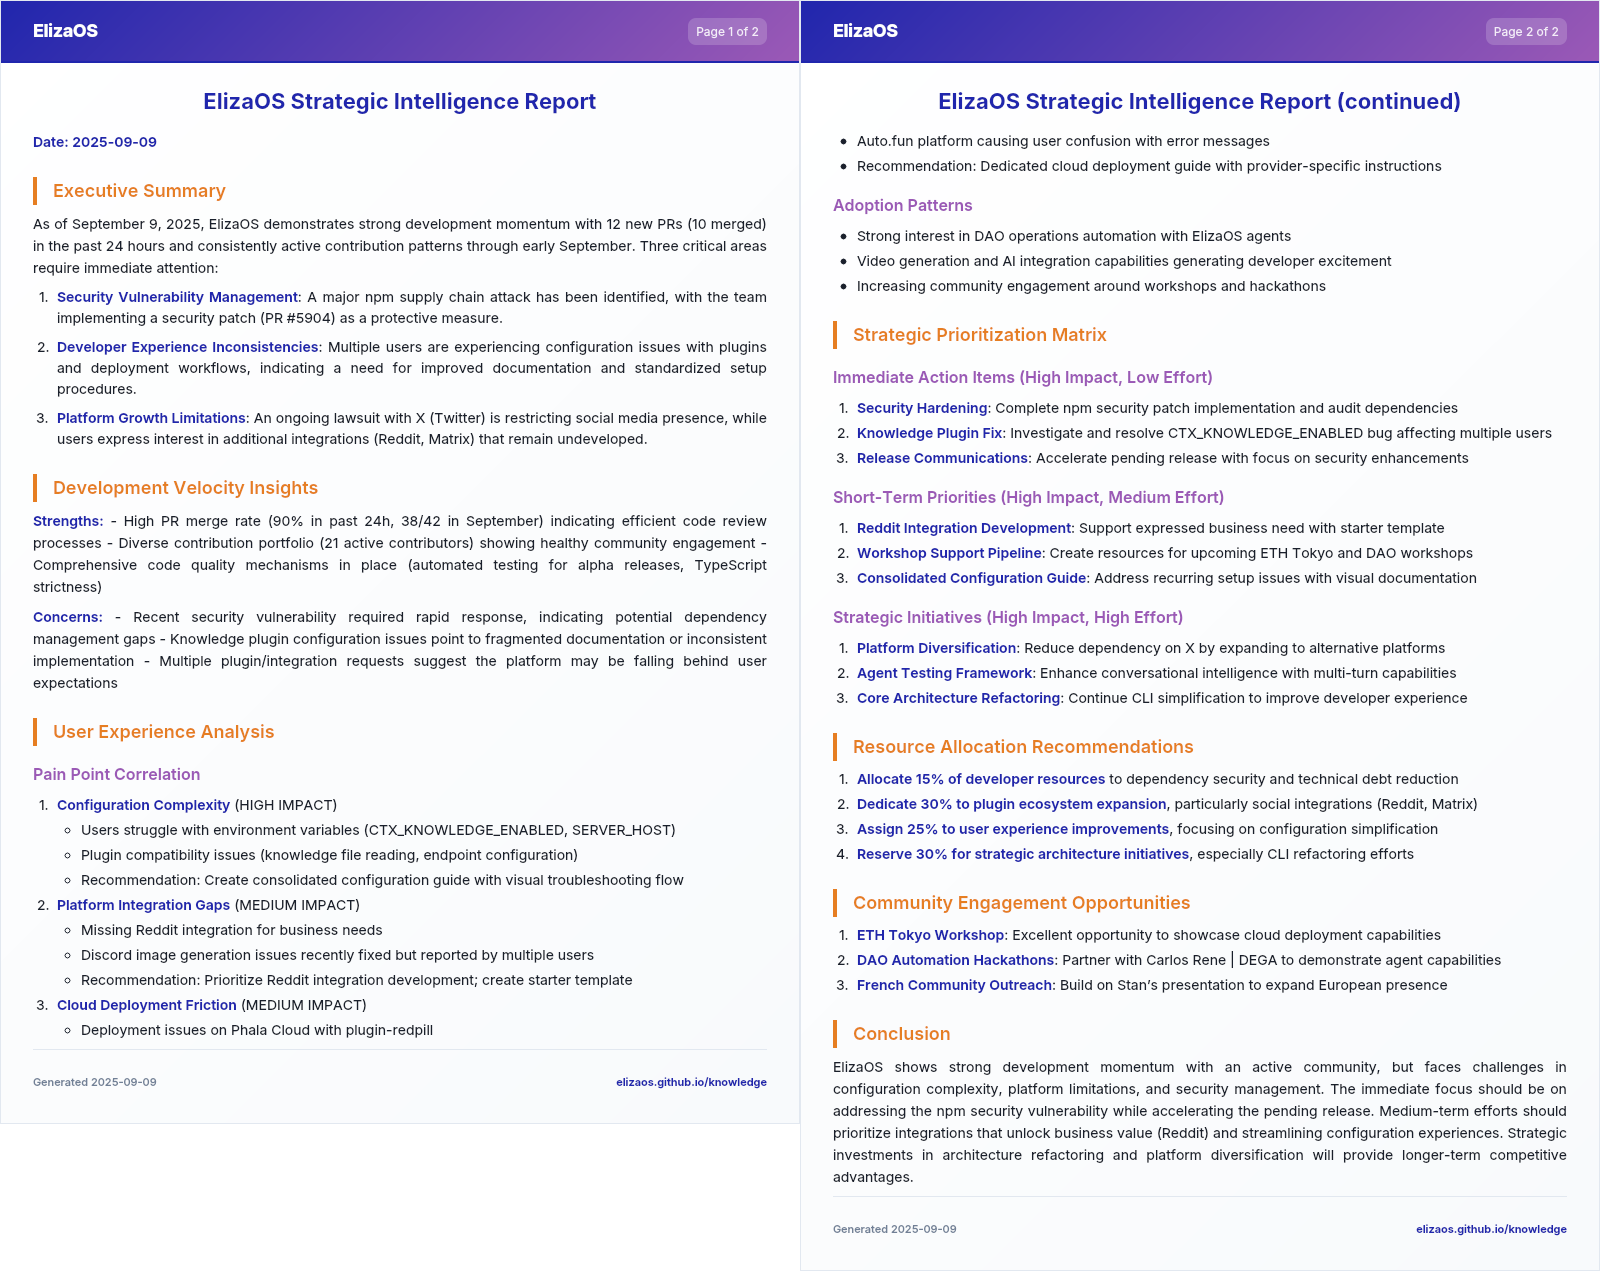 ElizaOS
Page 1 of 2
ElizaOS Strategic Intelligence Report
Date: 2025-09-09
Executive Summary
As of September 9, 2025, ElizaOS demonstrates strong development momentum with 12 new PRs (10 merged)
in the past 24 hours and consistently active contribution patterns through early September. Three critical areas
require immediate attention:
1. Security Vulnerability Management: A major npm supply chain attack has been identified, with the team
implementing a security patch (PR #5904) as a protective measure.
2. Developer Experience Inconsistencies: Multiple users are experiencing configuration issues with plugins
and deployment workflows, indicating a need for improved documentation and standardized setup
procedures.
3. Platform Growth Limitations: An ongoing lawsuit with X (Twitter) is restricting social media presence, while
users express interest in additional integrations (Reddit, Matrix) that remain undeveloped.
Development Velocity Insights
Strengths: - High PR merge rate (90% in past 24h, 38/42 in September) indicating efficient code review
processes - Diverse contribution portfolio (21 active contributors) showing healthy community engagement -
Comprehensive code quality mechanisms in place (automated testing for alpha releases, TypeScript
strictness)
Concerns: - Recent security vulnerability required rapid response, indicating potential dependency
management gaps - Knowledge plugin configuration issues point to fragmented documentation or inconsistent
implementation - Multiple plugin/integration requests suggest the platform may be falling behind user
expectations
User Experience Analysis
Pain Point Correlation
1. Configuration Complexity (HIGH IMPACT)
◦ Users struggle with environment variables (CTX_KNOWLEDGE_ENABLED, SERVER_HOST)
◦ Plugin compatibility issues (knowledge file reading, endpoint configuration)
◦ Recommendation: Create consolidated configuration guide with visual troubleshooting flow
2. Platform Integration Gaps (MEDIUM IMPACT)
◦ Missing Reddit integration for business needs
◦ Discord image generation issues recently fixed but reported by multiple users
◦ Recommendation: Prioritize Reddit integration development; create starter template
3. Cloud Deployment Friction (MEDIUM IMPACT)
◦ Deployment issues on Phala Cloud with plugin-redpill
Generated 2025-09-09
elizaos.github.io/knowledge
ElizaOS
Page 2 of 2
ElizaOS Strategic Intelligence Report (continued)
• Auto.fun platform causing user confusion with error messages
• Recommendation: Dedicated cloud deployment guide with provider-specific instructions
Adoption Patterns
• Strong interest in DAO operations automation with ElizaOS agents
• Video generation and AI integration capabilities generating developer excitement
• Increasing community engagement around workshops and hackathons
Strategic Prioritization Matrix
Immediate Action Items (High Impact, Low Effort)
1. Security Hardening: Complete npm security patch implementation and audit dependencies
2. Knowledge Plugin Fix: Investigate and resolve CTX_KNOWLEDGE_ENABLED bug affecting multiple users
3. Release Communications: Accelerate pending release with focus on security enhancements
Short-Term Priorities (High Impact, Medium Effort)
1. Reddit Integration Development: Support expressed business need with starter template
2. Workshop Support Pipeline: Create resources for upcoming ETH Tokyo and DAO workshops
3. Consolidated Configuration Guide: Address recurring setup issues with visual documentation
Strategic Initiatives (High Impact, High Effort)
1. Platform Diversification: Reduce dependency on X by expanding to alternative platforms
2. Agent Testing Framework: Enhance conversational intelligence with multi-turn capabilities
3. Core Architecture Refactoring: Continue CLI simplification to improve developer experience
Resource Allocation Recommendations
1. Allocate 15% of developer resources to dependency security and technical debt reduction
2. Dedicate 30% to plugin ecosystem expansion, particularly social integrations (Reddit, Matrix)
3. Assign 25% to user experience improvements, focusing on configuration simplification
4. Reserve 30% for strategic architecture initiatives, especially CLI refactoring efforts
Community Engagement Opportunities
1. ETH Tokyo Workshop: Excellent opportunity to showcase cloud deployment capabilities
2. DAO Automation Hackathons: Partner with Carlos Rene | DEGA to demonstrate agent capabilities
3. French Community Outreach: Build on Stan’s presentation to expand European presence
Conclusion
ElizaOS shows strong development momentum with an active community, but faces challenges in
configuration complexity, platform limitations, and security management. The immediate focus should be on
addressing the npm security vulnerability while accelerating the pending release. Medium-term efforts should
prioritize integrations that unlock business value (Reddit) and streamlining configuration experiences. Strategic
investments in architecture refactoring and platform diversification will provide longer-term competitive
advantages.
Generated 2025-09-09
elizaos.github.io/knowledge